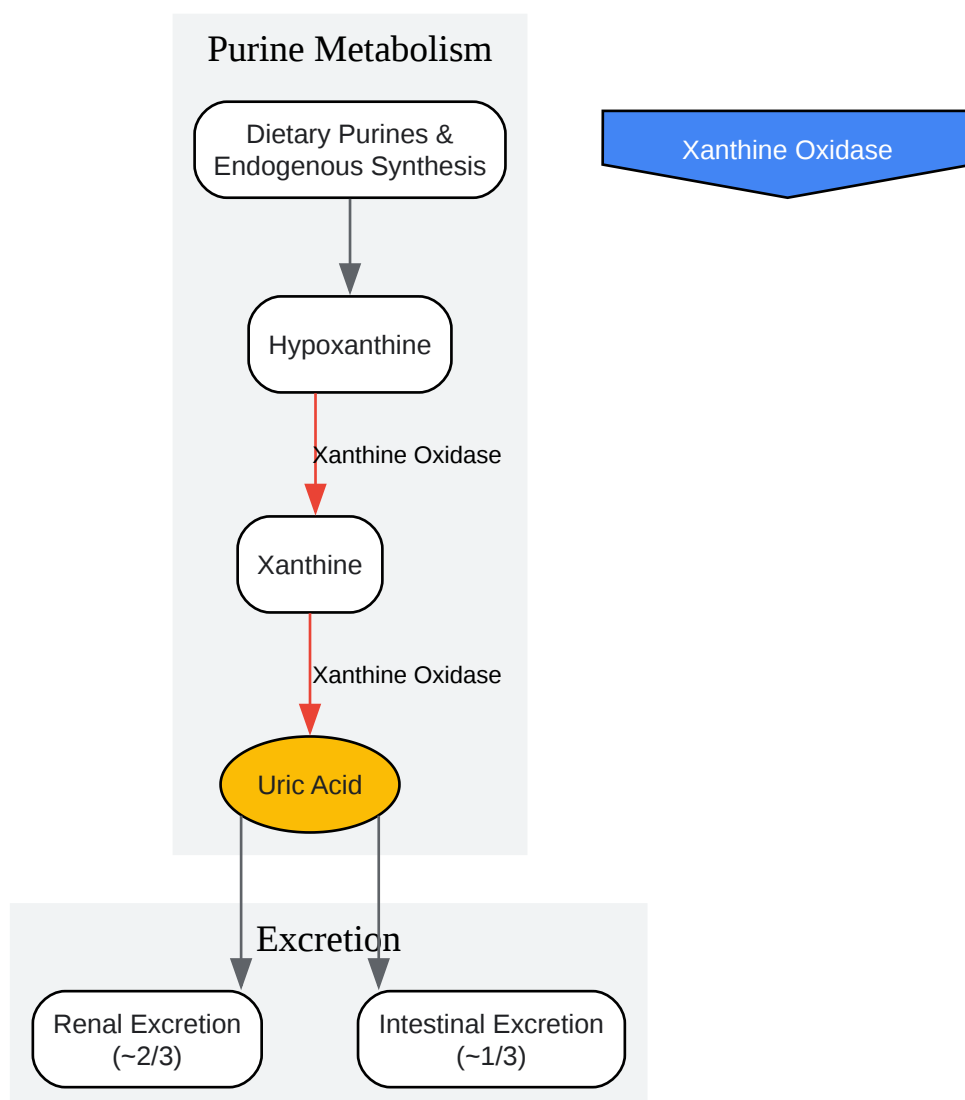 Purine Metabolism
Dietary Purines &
Endogenous Synthesis
Xanthine Oxidase
Hypoxanthine
Xanthine Oxidase
Xanthine
Xanthine Oxidase
Uric Acid
Excretion
Renal Excretion
(~2/3)
Intestinal Excretion
(~1/3)